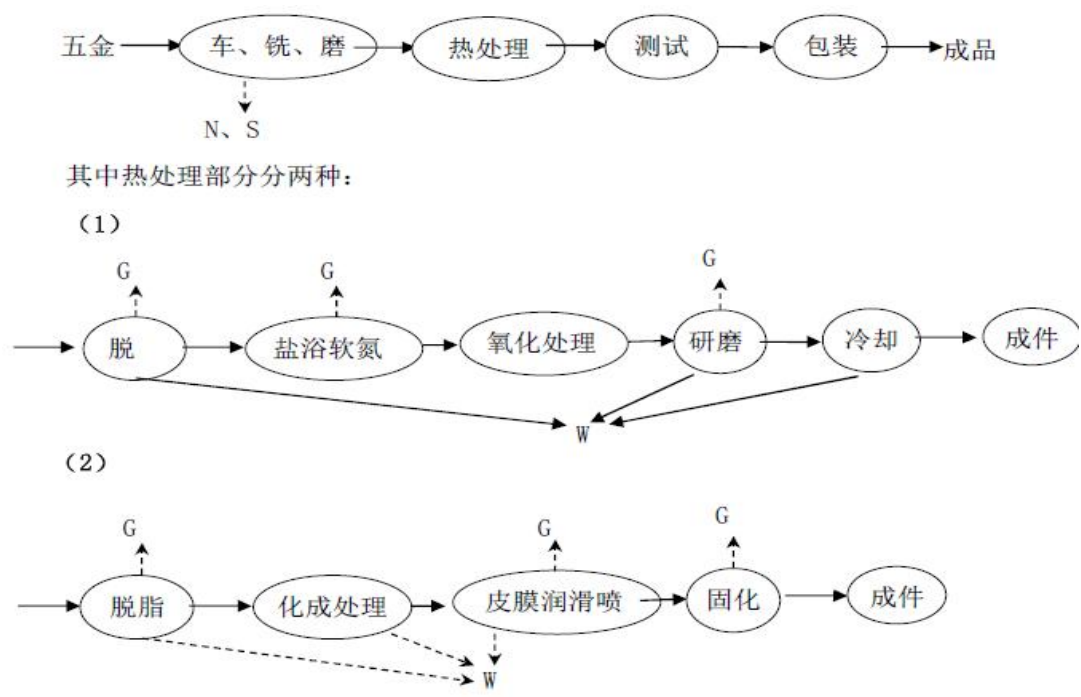 五金 车、铣、磨 热处理 测试 包装 成品
N、S
其中热处理部分分两种：
（1）
G G G
脱 盐浴软氮 氧化处理 研磨 冷却 成件
W
（2）
G G G
脱脂 化成处理 皮膜润滑喷 固化 成件
W